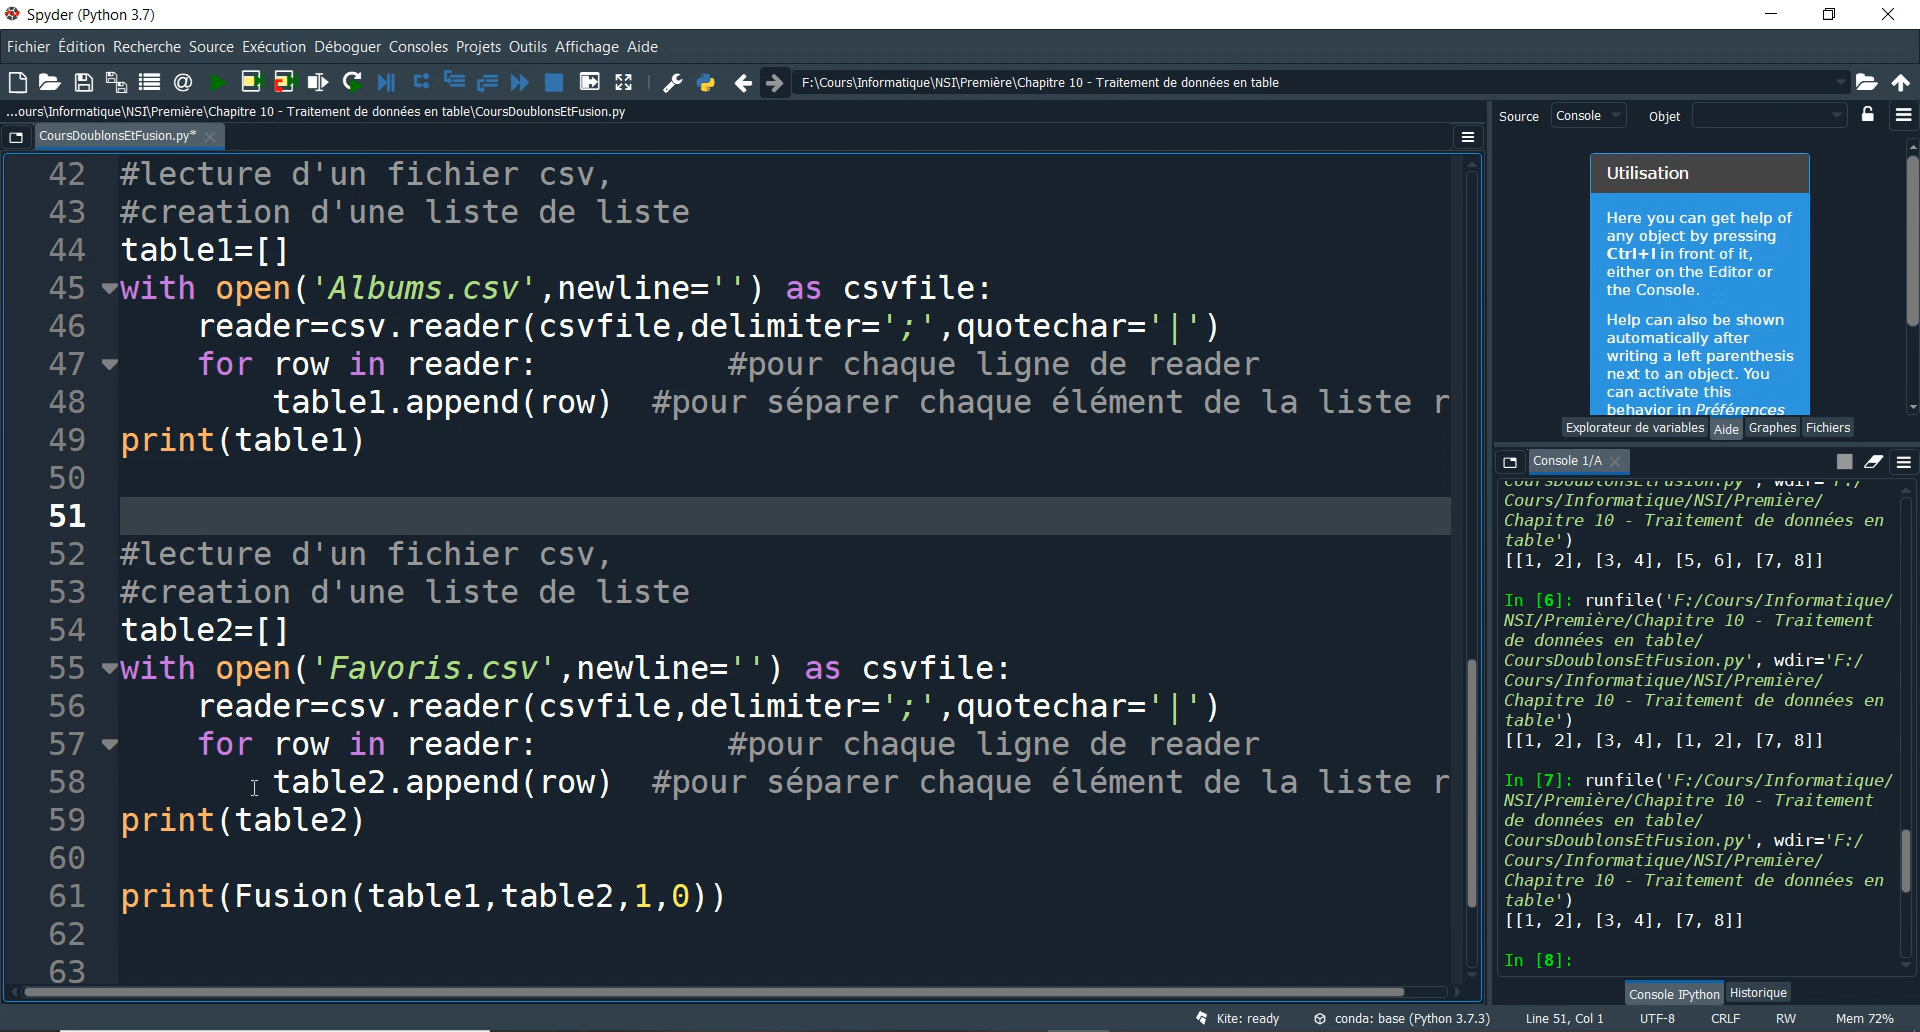 Spyder (Python 3.7)
Fichier Édition Recherche Source Exécution Déboguer Consoles Projets Outils Affichage Aide
F:\Cours\Informatique\NSI\Première\Chapitre 10 - Traitement de données en table
...ours\Informatique\NSI\Première\Chapitre 10 - Traitement de données en table\CoursDoublonsEtFusion.py
CoursDoublonsEtFusion.py*
42 #lecture d'un fichier csv,
43 #creation d'une liste de liste
44 table1=[]
45 with open('Albums.csv',newline='') as csvfile:
46     reader=csv.reader(csvfile,delimiter=';',quotechar='|')
47     for row in reader:          #pour chaque ligne de reader
48         table1.append(row)  #pour séparer chaque élément de la liste r
49 print(table1)
50
51
52 #lecture d'un fichier csv,
53 #creation d'une liste de liste
54 table2=[]
55 with open('Favoris.csv',newline='') as csvfile:
56     reader=csv.reader(csvfile,delimiter=';',quotechar='|')
57     for row in reader:          #pour chaque ligne de reader
58         table2.append(row)  #pour séparer chaque élément de la liste r
59 print(table2)
60
61 print(Fusion(table1,table2,1,0))
62
63
Source Console Objet
Utilisation
Here you can get help of
any object by pressing
Ctrl+I in front of it,
either on the Editor or
the Console.
Help can also be shown
automatically after
writing a left parenthesis
next to an object. You
can activate this
behavior in Préférences
Explorateur de variables Aide Graphes Fichiers
Console 1/A
CoursDoublonsEtFusion.py', wdir='F:/
Cours/Informatique/NSI/Première/
Chapitre 10 - Traitement de données en
table')
[[1, 2], [3, 4], [5, 6], [7, 8]]
In [6]: runfile('F:/Cours/Informatique/
NSI/Première/Chapitre 10 - Traitement
de données en table/
CoursDoublonsEtFusion.py', wdir='F:/
Cours/Informatique/NSI/Première/
Chapitre 10 - Traitement de données en
table')
[[1, 2], [3, 4], [1, 2], [7, 8]]
In [7]: runfile('F:/Cours/Informatique/
NSI/Première/Chapitre 10 - Traitement
de données en table/
CoursDoublonsEtFusion.py', wdir='F:/
Cours/Informatique/NSI/Première/
Chapitre 10 - Traitement de données en
table')
[[1, 2], [3, 4], [7, 8]]
In [8]:
Console IPython Historique
Kite: ready conda: base (Python 3.7.3) Line 51, Col 1 UTF-8 CRLF RW Mem 72%